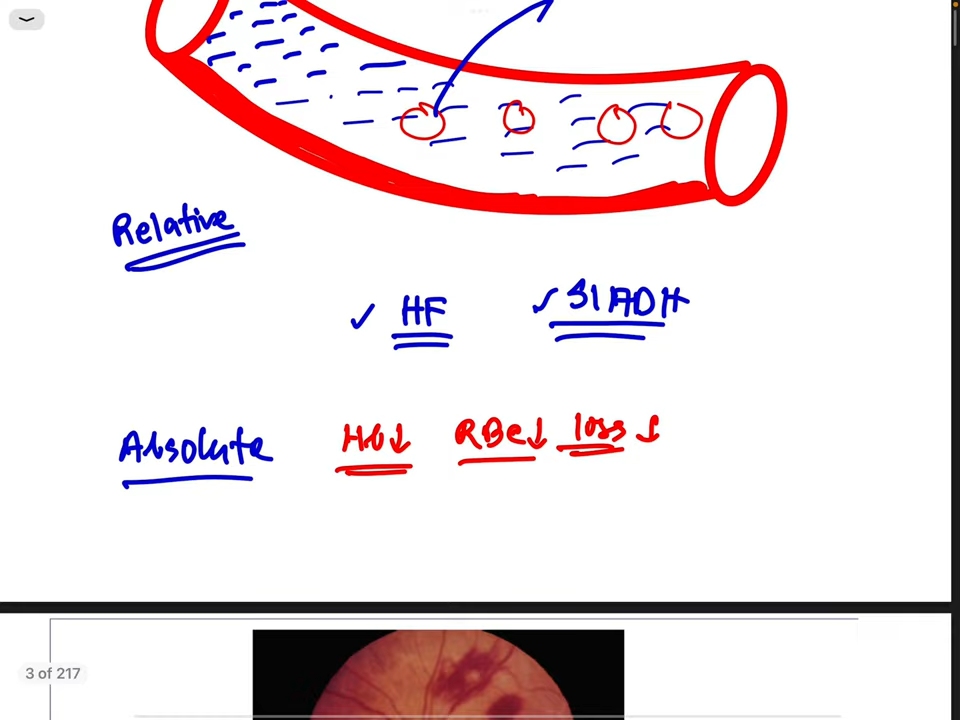 Relative
✓ HF ✓ SIADH
Absolute Hb↓ RBC↓ loss ↓
3 of 217